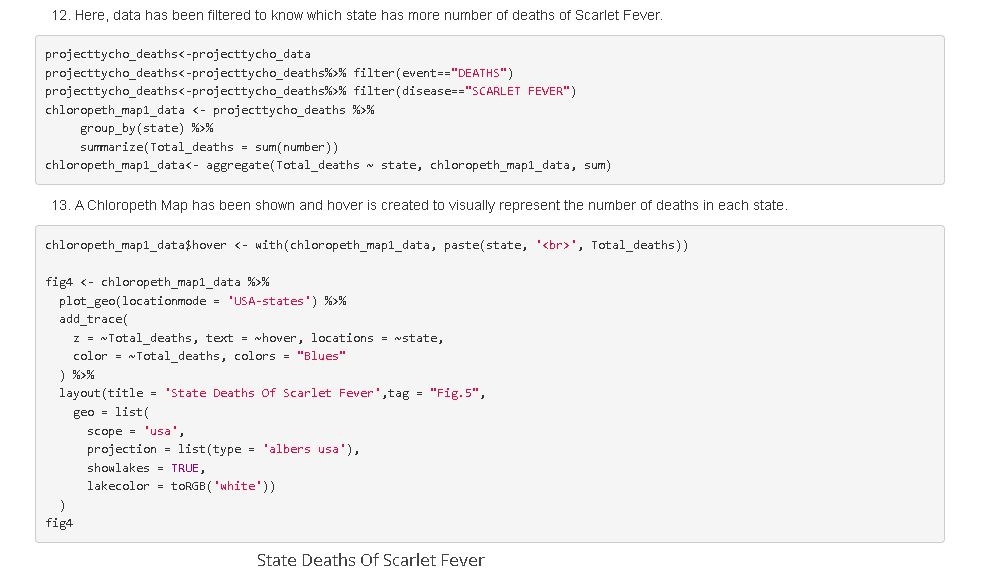 12. Here, data has been filtered to know which state has more number of deaths of Scarlet Fever.
projecttycho_deaths<-projecttycho_data
projecttycho_deaths<-projecttycho_deaths%>% filter(event=="DEATHS")
projecttycho_deaths<-projecttycho_deaths%>% filter(disease=="SCARLET FEVER")
chloropeth_map1_data <- projecttycho_deaths %>%
     group_by(state) %>%
     summarize(Total_deaths = sum(number))
chloropeth_map1_data<- aggregate(Total_deaths ~ state, chloropeth_map1_data, sum)
13. A Chloropeth Map has been shown and hover is created to visually represent the number of deaths in each state.
chloropeth_map1_data$hover <- with(chloropeth_map1_data, paste(state, '<br>', Total_deaths))
fig4 <- chloropeth_map1_data %>%
  plot_geo(locationmode = 'USA-states') %>%
  add_trace(
    z = ~Total_deaths, text = ~hover, locations = ~state,
    color = ~Total_deaths, colors = "Blues"
  ) %>%
  layout(title = 'State Deaths Of Scarlet Fever',tag = "Fig.5",
    geo = list(
      scope = 'usa',
      projection = list(type = 'albers usa'),
      showlakes = TRUE,
      lakecolor = toRGB('white'))
  )
fig4
State Deaths Of Scarlet Fever